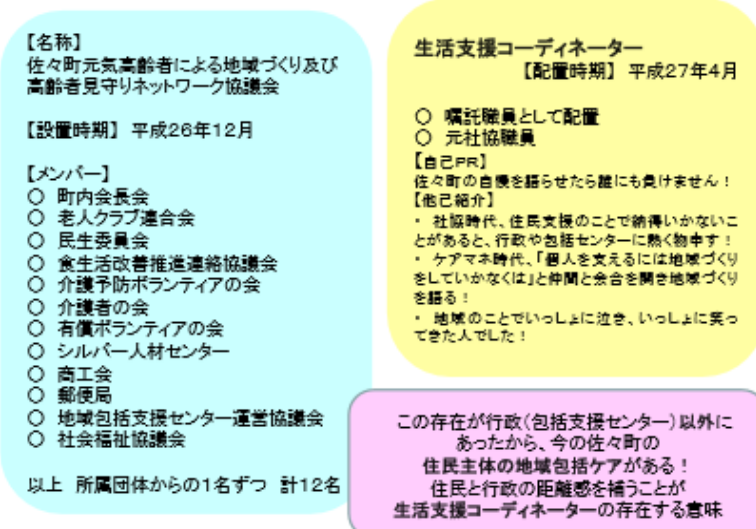 【名称】
佐々町元気高齢者による地域づくり及び
高齢者見守りネットワーク協議会
【設置時期】 平成26年12月
【メンバー】
○ 町内会長会
○ 老人クラブ連合会
○ 民生委員会
○ 食生活改善推進連絡協議会
○ 介護予防ボランティアの会
○ 介護者の会
○ 有償ボランティアの会
○ シルバー人材センター
○ 商工会
○ 郵便局
○ 地域包括支援センター運営協議会
○ 社会福祉協議会
以上 所属団体からの1名ずつ 計12名
生活支援コーディネーター
【配置時期】 平成27年4月
○ 嘱託職員として配置
○ 元社協職員
【自己PR】
佐々町の自慢を語らせたら誰にも負けません！
【他己紹介】
・ 社協時代、住民支援のことで納得いかないこ
とがあると、行政や包括センターに熱く物申す！
・ ケアマネ時代、「個人を支えるには地域づくり
をしていかなくは」と仲間と会合を開き地域づくり
を語る！
・ 地域のことでいっしょに泣き、いっしょに笑っ
てきた人でした！
この存在が行政（包括支援センター）以外に
あったから、今の佐々町の
住民主体の地域包括ケアがある！
住民と行政の距離感を補うことが
生活支援コーディネーターの存在する意味